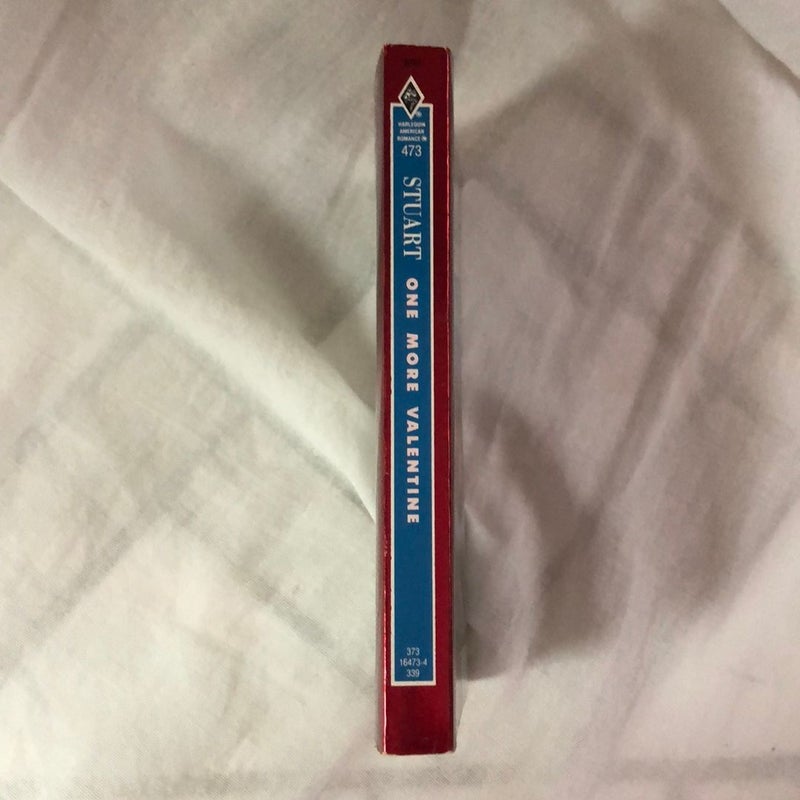 ®
HARLEQUIN
AMERICAN
ROMANCE ®
473
STUART
ONE MORE VALENTINE
373
16473-4
339